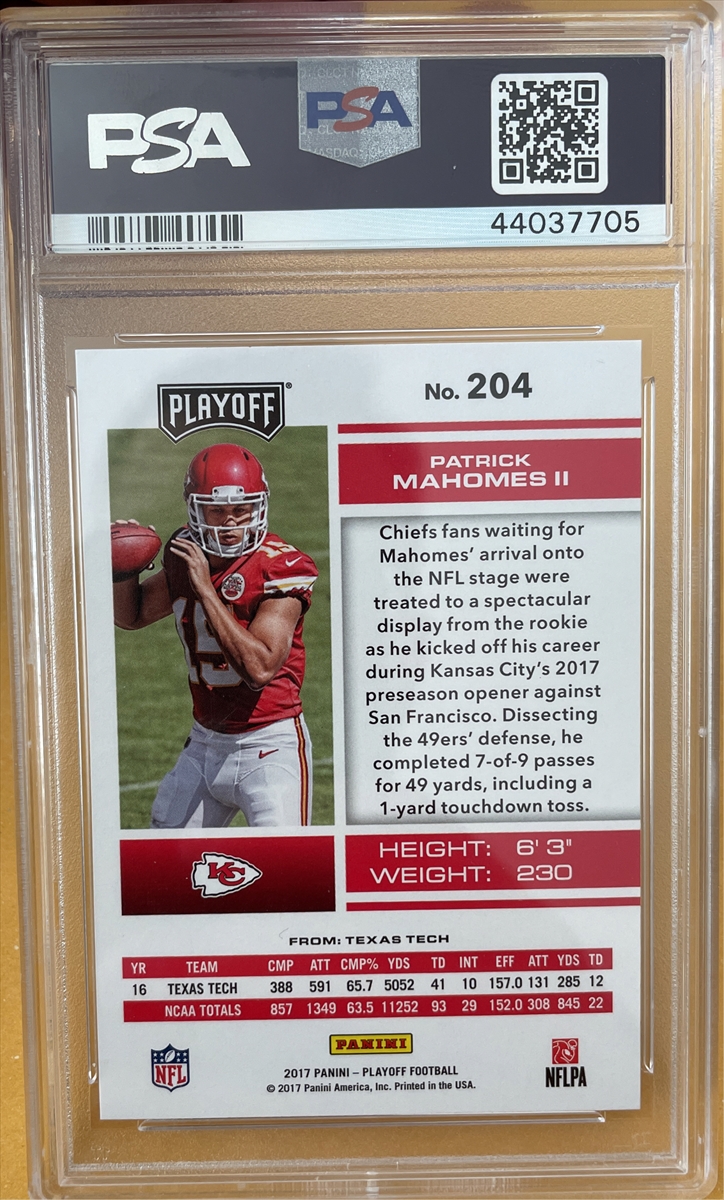 PSA
PSA
44037705
PLAYOFF®
No. 204
PATRICK
MAHOMES II
Chiefs fans waiting for
Mahomes' arrival onto
the NFL stage were
treated to a spectacular
display from the rookie
as he kicked off his career
during Kansas City's 2017
preseason opener against
San Francisco. Dissecting
the 49ers' defense, he
completed 7-of-9 passes
for 49 yards, including a
1-yard touchdown toss.
15
15
KC
HEIGHT: 6' 3"
WEIGHT: 230
FROM: TEXAS TECH
YR TEAM CMP ATT CMP% YDS TD INT EFF ATT YDS TD
16 TEXAS TECH 388 591 65.7 5052 41 10 157.0 131 285 12
NCAA TOTALS 857 1349 63.5 11252 93 29 152.0 308 845 22
PANINI
NFL
NFLPA
2017 PANINI – PLAYOFF FOOTBALL
© 2017 Panini America, Inc. Printed in the USA.